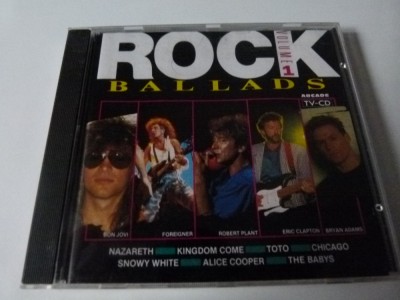 ROCK
VOLUME 1
BALLADS
ARCADE
TV-CD
BON JOVI FOREIGNER ROBERT PLANT ERIC CLAPTON BRYAN ADAMS
NAZARETH KINGDOM COME TOTO CHICAGO
SNOWY WHITE ALICE COOPER THE BABYS